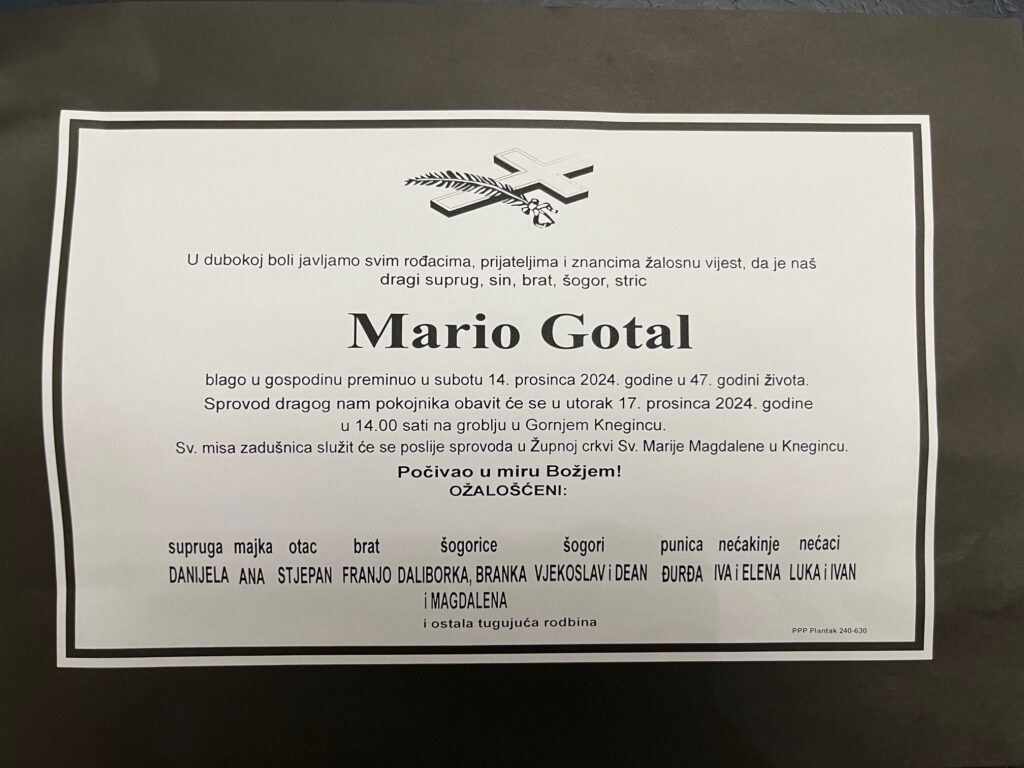 U dubokoj boli javljamo svim rođacima, prijateljima i znancima žalosnu vijest, da je naš
dragi suprug, sin, brat, šogor, stric
Mario Gotal
blago u gospodinu preminuo u subotu 14. prosinca 2024. godine u 47. godini života.
Sprovod dragog nam pokojnika obavit će se u utorak 17. prosinca 2024. godine
u 14.00 sati na groblju u Gornjem Knegincu.
Sv. misa zadušnica služit će se poslije sprovoda u Župnoj crkvi Sv. Marije Magdalene u Knegincu.
Počivao u miru Božjem!
OŽALOŠĆENI:
supruga majka otac brat šogorice šogori punica nećakinje nećaci
DANIJELA ANA STJEPAN FRANJO DALIBORKA, BRANKA VJEKOSLAV i DEAN ĐURĐA IVA i ELENA LUKA i IVAN
i MAGDALENA
i ostala tugujuća rodbina
PPP Plantak 240-630